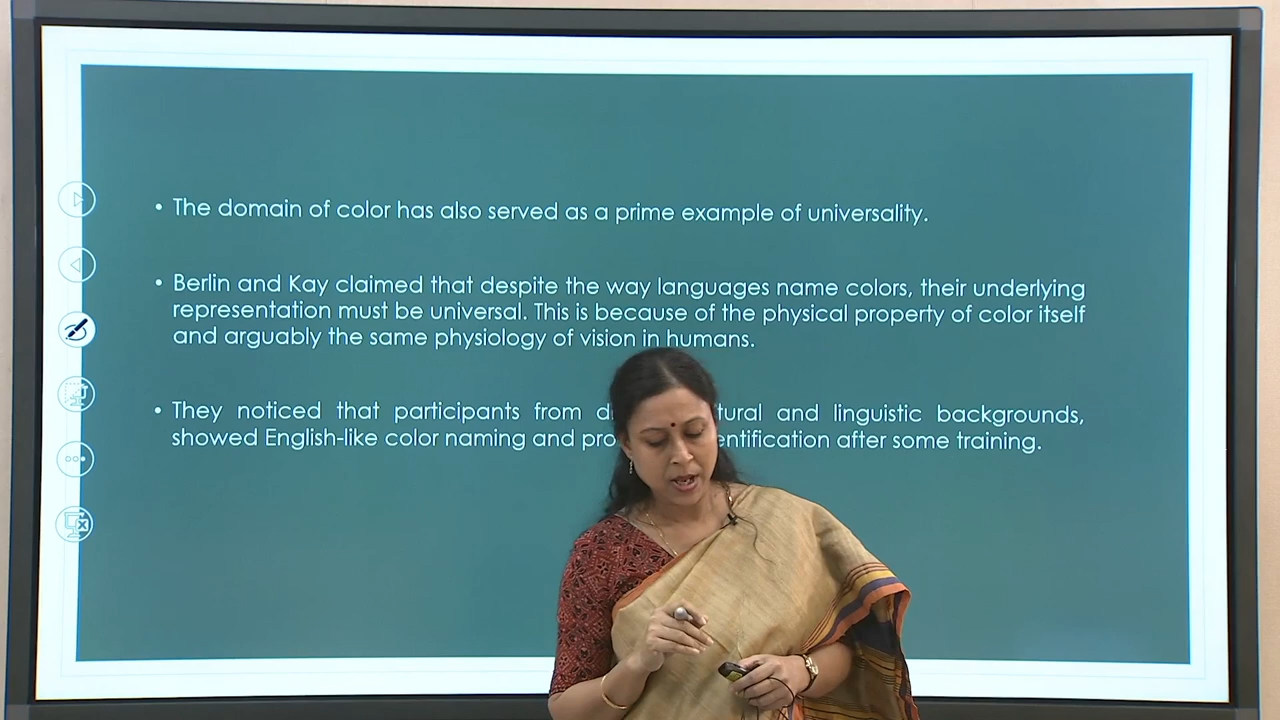 • The domain of color has also served as a prime example of universality.
• Berlin and Kay claimed that despite the way languages name colors, their underlying
representation must be universal. This is because of the physical property of color itself
and arguably the same physiology of vision in humans.
• They noticed that participants from and linguistic backgrounds,
showed English-like color naming and after some training.